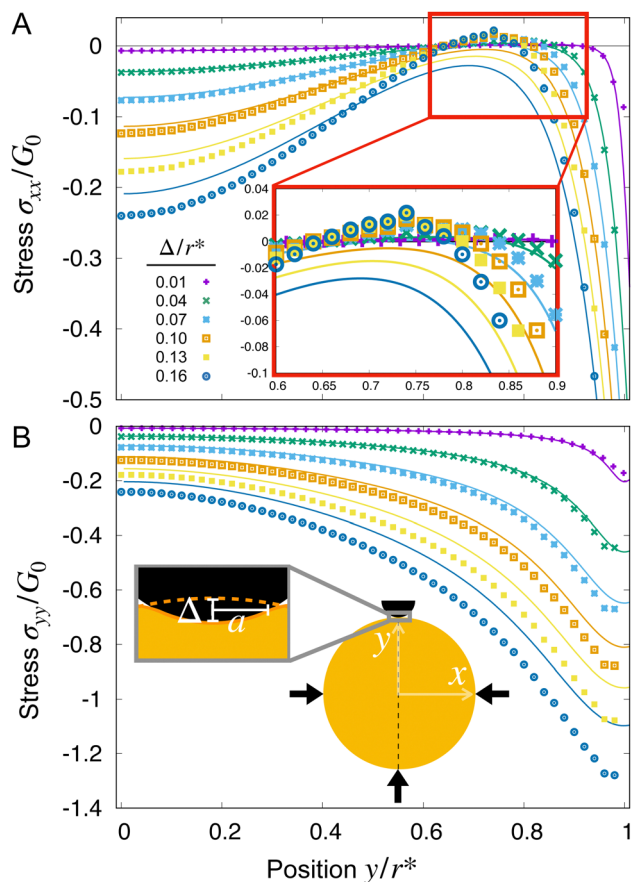 A
Stress σxx/G0
0
-0.1
-0.2
-0.3
-0.4
-0.5
Δ/r*
0.01
0.04
0.07
0.10
0.13
0.16
0.04
0.02
0
-0.02
-0.04
-0.06
-0.08
-0.1
0.6 0.65 0.7 0.75 0.8 0.85 0.9
B
Stress σyy/G0
0
-0.2
-0.4
-0.6
-0.8
-1
-1.2
-1.4
Δ
a
y
x
0 0.2 0.4 0.6 0.8 1
Position y/r*